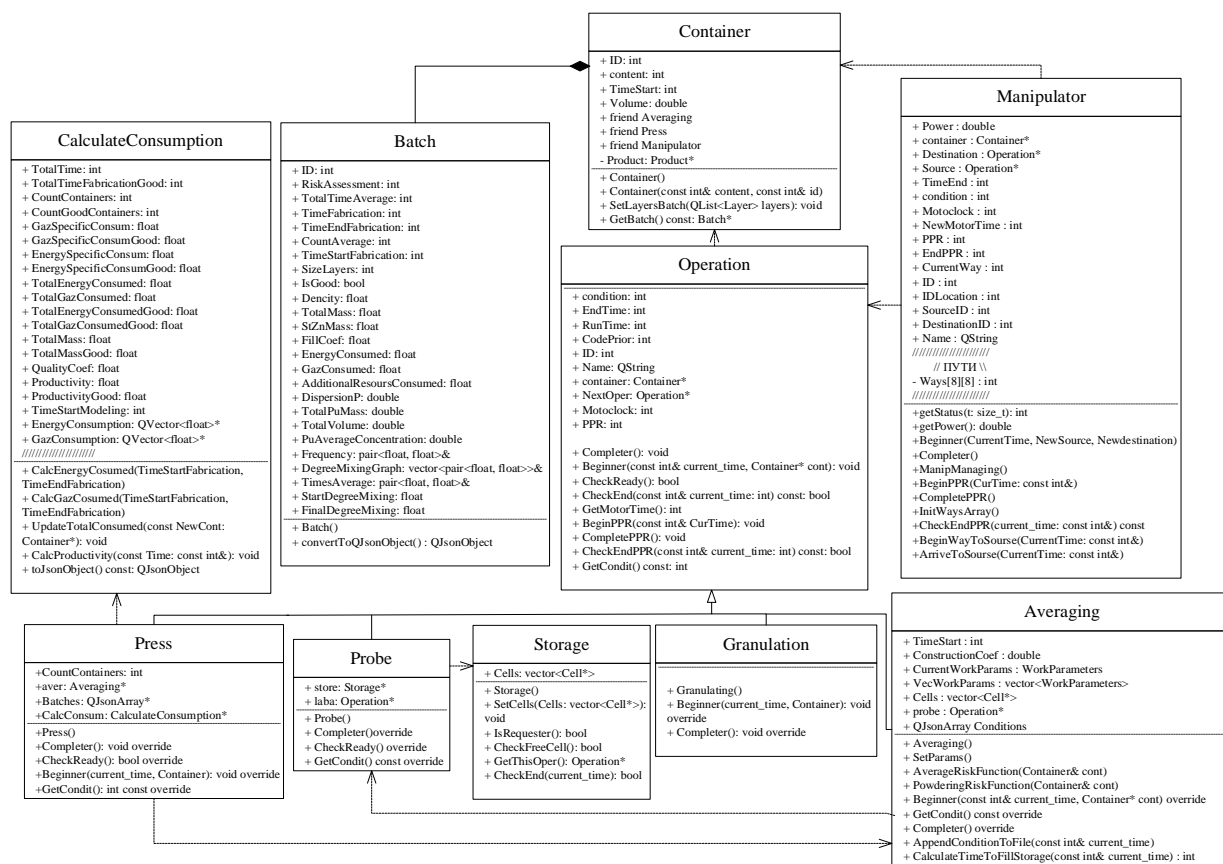 Container
+ ID: int
+ content: int
+ TimeStart: int
+ Volume: double
+ friend Averaging
+ friend Press
+ friend Manipulator
- Product: Product*
+ Container()
+ Container(const int& content, const int& id)
+ SetLayersBatch(QList<Layer> layers): void
+ GetBatch() const: Batch*
Manipulator
+ Power : double
+ container : Container*
+ Destination : Operation*
+ Source : Operation*
+ TimeEnd : int
+ condition : int
+ Motoclock : int
+ NewMotorTime : int
+ PPR : int
+ EndPPR : int
+ CurrentWay : int
+ ID : int
+ IDLocation : int
+ SourceID : int
+ DestinationID : int
+ Name : QString
///////////////////////
// ПУТИ \\
- Ways[8][8] : int
///////////////////////
+getStatus(t: size_t): int
+getPower(): double
+Beginner(CurrentTime, NewSource, Newdestination)
+Completer()
+ManipManaging()
+BeginPPR(CurTime: const int&)
+CompletePPR()
+InitWaysArray()
+CheckEndPPR(current_time: const int&) const
+BeginWayToSourse(CurrentTime: const int&)
+ArriveToSourse(CurrentTime: const int&)
CalculateConsumption
+ TotalTime: int
+ TotalTimeFabricationGood: int
+ CountContainers: int
+ CountGoodContainers: int
+ GazSpecificConsum: float
+ GazSpecificConsumGood: float
+ EnergySpecificConsum: float
+ EnergySpecificConsumGood: float
+ TotalEnergyConsumed: float
+ TotalGazConsumed: float
+ TotalEnergyConsumedGood: float
+ TotalGazConsumedGood: float
+ TotalMass: float
+ TotalMassGood: float
+ QualityCoef: float
+ Productivity: float
+ ProductivityGood: float
+ TimeStartModeling: int
+ EnergyConsumption: QVector<float>*
+ GazConsumption: QVector<float>*
//////////////////////
+ CalcEnergyCosumed(TimeStartFabrication,
TimeEndFabrication)
+ CalcGazCosumed(TimeStartFabrication,
TimeEndFabrication)
+ UpdateTotalConsumed(const NewCont:
Container*): void
+ CalcProductivity(const Time: const int&): void
+ toJsonObject() const: QJsonObject
Batch
+ ID: int
+ RiskAssessment: int
+ TotalTimeAverage: int
+ TimeFabrication: int
+ TimeEndFabrication: int
+ CountAverage: int
+ TimeStartFabrication: int
+ SizeLayers: int
+ IsGood: bool
+ Dencity: float
+ TotalMass: float
+ StZnMass: float
+ FillCoef: float
+ EnergyConsumed: float
+ GazConsumed: float
+ AdditionalResoursConsumed: float
+ DispersionP: double
+ TotalPuMass: double
+ TotalVolume: double
+ PuAverageConcentration: double
+ Frequency: pair<float, float>&
+ DegreeMixingGraph: vector<pair<float, float>>&
+ TimesAverage: pair<float, float>&
+ StartDegreeMixing: float
+ FinalDegreeMixing: float
+ Batch()
+ convertToQJsonObject() : QJsonObject
Operation
+ condition: int
+ EndTime: int
+ RunTime: int
+ CodePrior: int
+ ID: int
+ Name: QString
+ container: Container*
+ NextOper: Operation*
+ Motoclock: int
+ PPR: int
+ Completer(): void
+ Beginner(const int& current_time, Container* cont): void
+ CheckReady(): bool
+ CheckEnd(const int& current_time: int) const: bool
+ GetMotorTime(): int
+ BeginPPR(const int& CurTime): void
+ CompletePPR(): void
+ CheckEndPPR(const int& current_time: int) const: bool
+ GetCondit() const: int
Press
+CountContainers: int
+aver: Averaging*
+Batches: QJsonArray*
+CalcConsum: CalculateConsumption*
+Press()
+Completer(): void override
+CheckReady(): bool override
+Beginner(current_time, Container): void override
+GetCondit(): int const override
Probe
+ store: Storage*
+ laba: Operation*
+ Probe()
+ Completer()override
+ CheckReady() override
+ GetCondit() const override
Storage
+ Cells: vector<Cell*>
+ Storage()
+ SetCells(Cells: vector<Cell*>):
void
+ IsRequester(): bool
+ CheckFreeCell(): bool
+ GetThisOper(): Operation*
+ CheckEnd(current_time): bool
Granulation
+ Granulating()
+ Beginner(current_time, Container): void
override
+ Completer(): void override
Averaging
+ TimeStart : int
+ ConstructionCoef : double
+ CurrentWorkParams : WorkParameters
+ VecWorkParams : vector<WorkParameters>
+ Cells : vector<Cell*>
+ probe : Operation*
+ QJsonArray Conditions
+ Averaging()
+ SetParams()
+ AverageRiskFunction(Container& cont)
+ PowderingRiskFunction(Container& cont)
+ Beginner(const int& current_time, Container* cont) override
+ GetCondit() const override
+ Completer() override
+ AppendConditionToFile(const int& current_time)
+ CalculateTimeToFillStorage(const int& current_time) : int